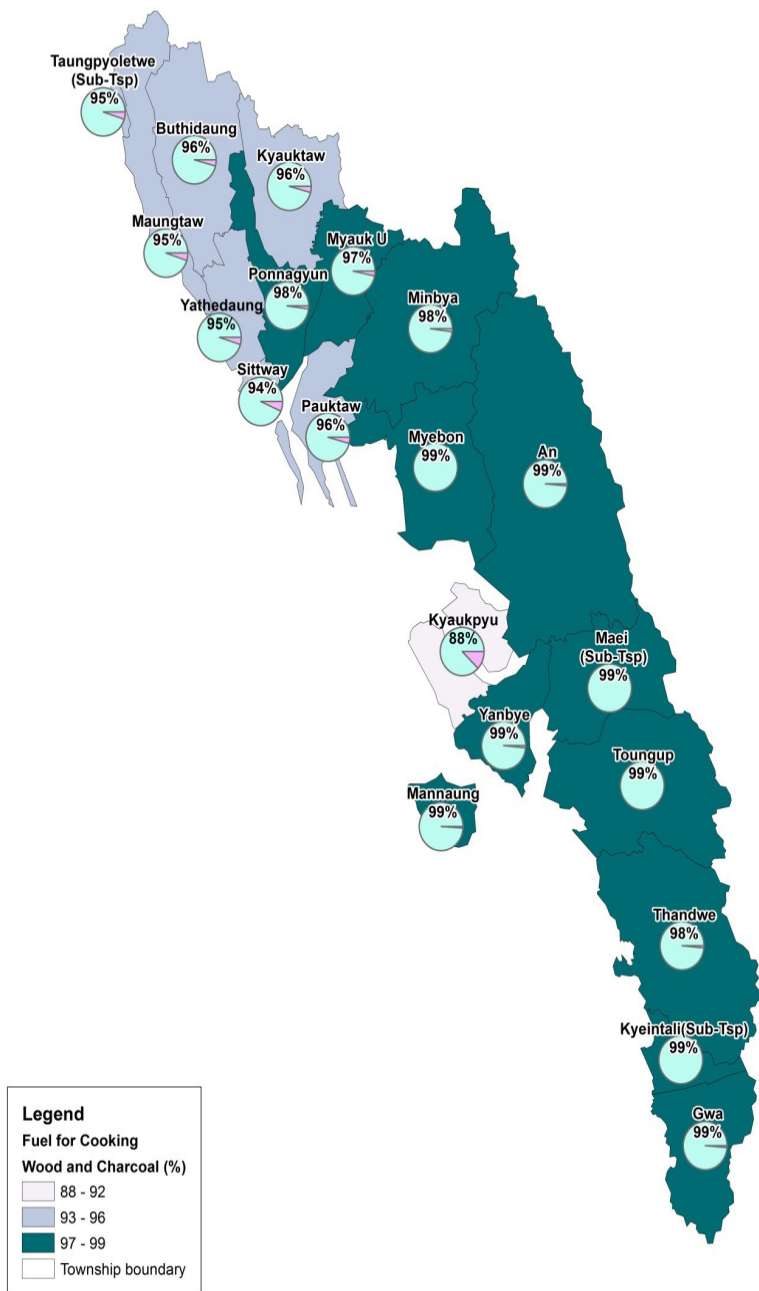 Taungpyoletwe
(Sub-Tsp)
95%
Buthidaung
96%
Kyauktaw
96%
Maungtaw
95%
Myauk U
97%
Ponnagyun
98%
Minbya
98%
Yathedaung
95%
Sittway
94%
Pauktaw
96%
Myebon
99%
An
99%
Kyaukpyu
88%
Maei
(Sub-Tsp)
99%
Yanbye
99%
Toungup
99%
Mannaung
99%
Thandwe
98%
Kyeintali(Sub-Tsp)
99%
Gwa
99%
Legend
Fuel for Cooking
Wood and Charcoal (%)
88 - 92
93 - 96
97 - 99
Township boundary